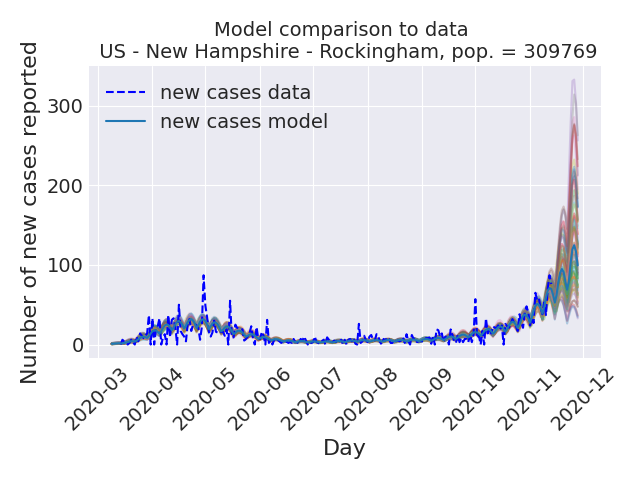 Model comparison to data
US - New Hampshire - Rockingham, pop. = 309769
Number of new cases reported
300
200
100
0
new cases data
new cases model
2020-03
2020-04
2020-05
2020-06
2020-07
2020-08
2020-09
2020-10
2020-11
2020-12
Day